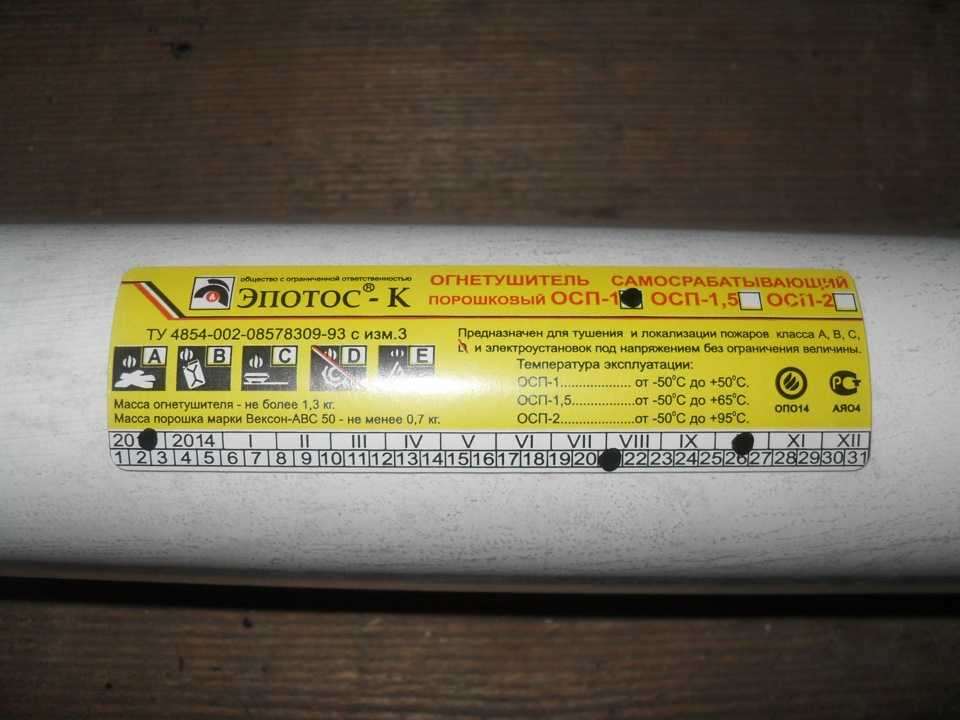 общество с ограниченной ответственностью
ЭПОТОС® - К
ОГНЕТУШИТЕЛЬ САМОСРАБАТЫВАЮЩИЙ
ПОРОШКОВЫЙ ОСП-1 ОСП-1,5 ОСП-2
ТУ 4854-002-08578309-93 с изм.3
Предназначен для тушения и локализации пожаров класса А, В, С,
и электроустановок под напряжением без ограничения величины.
A B C D E
Температура эксплуатации:
ОСП-1.................. от -50°С до +50°С.
ОСП-1,5...............от -50°С до +65°С.
ОСП-2...................от -50°С до +95°С.
ОП014 АЯ04
Масса огнетушителя - не более 1,3 кг.
Масса порошка марки Вексон-АВС 50 - не менее 0,7 кг.
201 2014 I II III IV V VI VII VIII IX XI XII
1 2 3 4 5 6 7 8 9 10 11 12 13 14 15 16 17 18 19 20 22 23 24 25 26 27 28 29 30 31